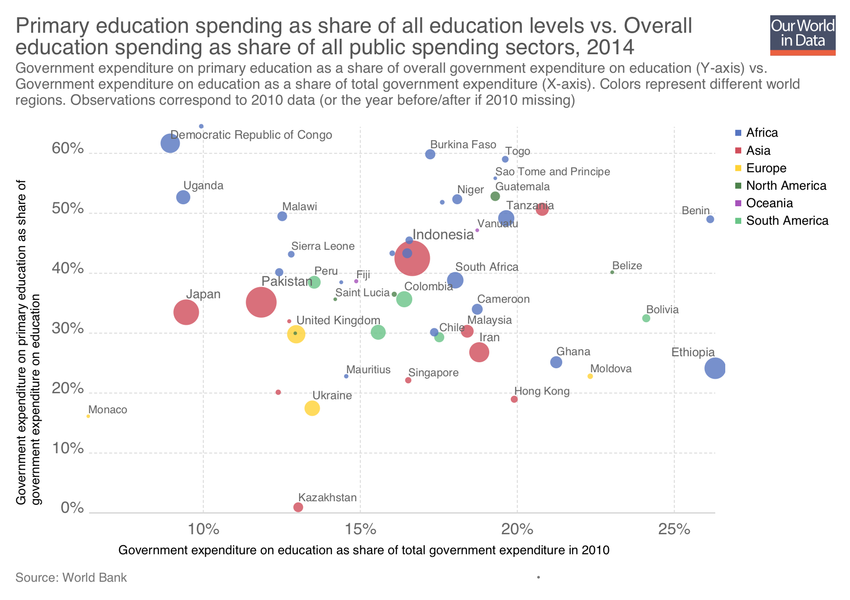 Primary education spending as share of all education levels vs. Overall
education spending as share of all public spending sectors, 2014
Our World
in Data
Government expenditure on primary education as a share of overall government expenditure on education (Y-axis) vs.
Government expenditure on education as a share of total government expenditure (X-axis). Colors represent different world
regions. Observations correspond to 2010 data (or the year before/after if 2010 missing)
Government expenditure on primary education as share of
government expenditure on education
60%
50%
40%
30%
20%
10%
0%
Democratic Republic of Congo
Burkina Faso
Togo
Sao Tome and Principe
Uganda
Niger
Guatemala
Malawi
Tanzania
Benin
Vanuatu
Indonesia
Sierra Leone
South Africa
Belize
Peru
Fiji
Pakistan
Colombia
Saint Lucia
Japan
Cameroon
Bolivia
United Kingdom
Chile
Malaysia
Iran
Ghana
Ethiopia
Mauritius
Singapore
Moldova
Ukraine
Hong Kong
Monaco
Kazakhstan
10%
15%
20%
25%
Government expenditure on education as share of total government expenditure in 2010
Africa
Asia
Europe
North America
Oceania
South America
Source: World Bank